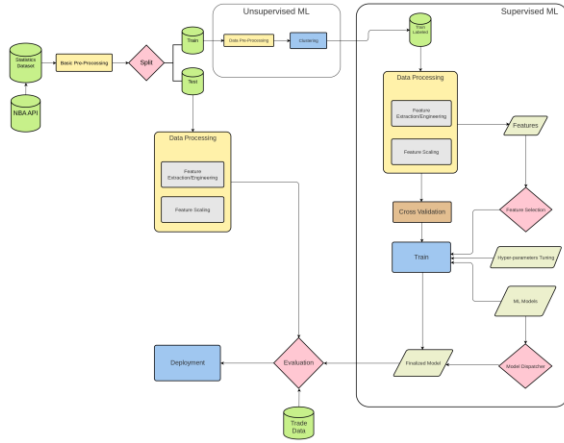 Unsupervised ML
Supervised ML
Statistics
Dataset
Basic Pre-Processing
Split
Train
Test
Data Pre-Processing
Clustering
Train
Labeled
NBA API
Data Processing
Feature
Extraction/Engineering
Feature Scaling
Data Processing
Feature
Extraction/Engineering
Feature Scaling
Features
Cross Validation
Feature Selection
Train
Hyper-parameters Tuning
ML Models
Deployment
Evaluation
Finalized Model
Model Dispatcher
Trade
Data